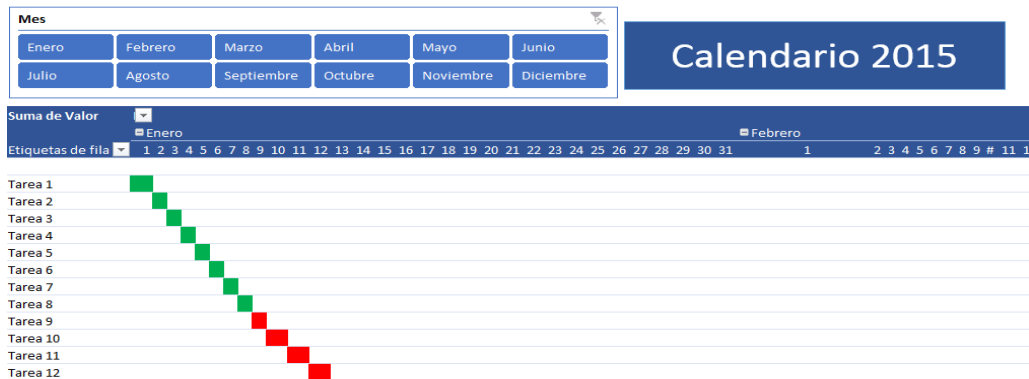 Mes
Enero Febrero Marzo Abril Mayo Junio
Julio Agosto Septiembre Octubre Noviembre Diciembre
Calendario 2015
Suma de Valor
Enero Febrero
Etiquetas de fila 1 2 3 4 5 6 7 8 9 10 11 12 13 14 15 16 17 18 19 20 21 22 23 24 25 26 27 28 29 30 31 1 2 3 4 5 6 7 8 9 # 11 1
Tarea 1
Tarea 2
Tarea 3
Tarea 4
Tarea 5
Tarea 6
Tarea 7
Tarea 8
Tarea 9
Tarea 10
Tarea 11
Tarea 12